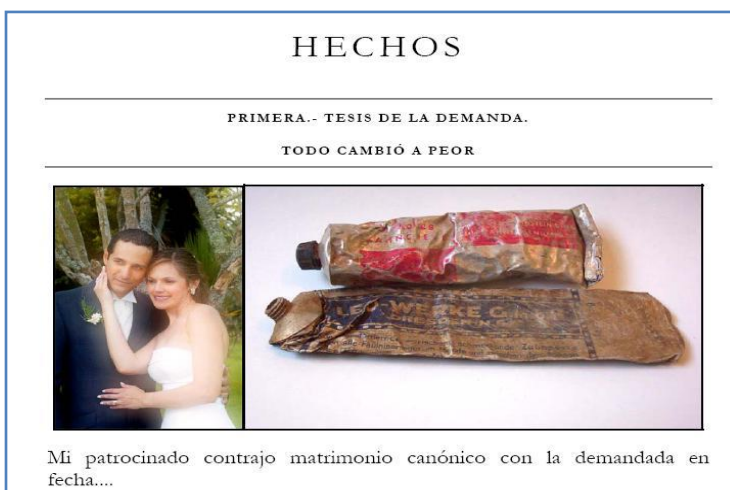 HECHOS
PRIMERA.- TESIS DE LA DEMANDA.
TODO CAMBIÓ A PEOR
WERKE
Mi patrocinado contrajo matrimonio canónico con la demandada en
fecha....